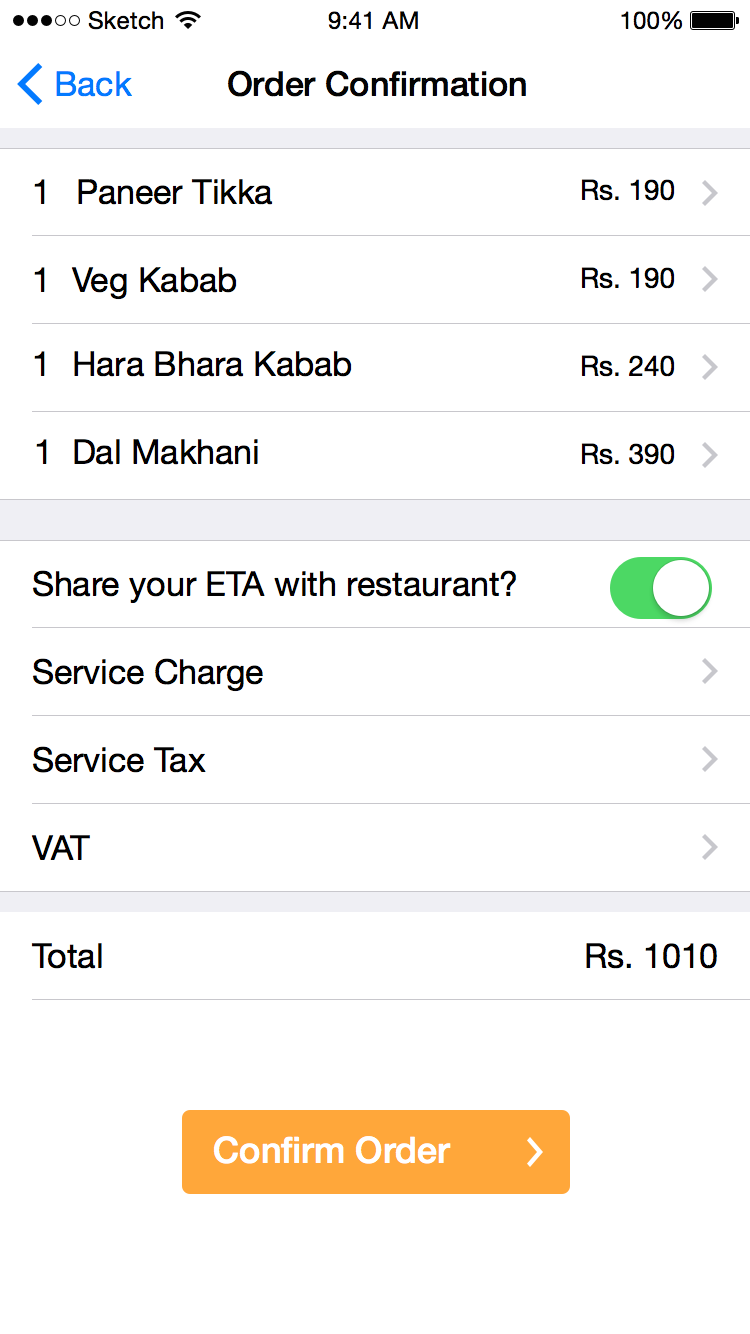 Sketch 9:41 AM 100%
Back Order Confirmation
1 Paneer Tikka Rs. 190
1 Veg Kabab Rs. 190
1 Hara Bhara Kabab Rs. 240
1 Dal Makhani Rs. 390
Share your ETA with restaurant?
Service Charge
Service Tax
VAT
Total Rs. 1010
Confirm Order